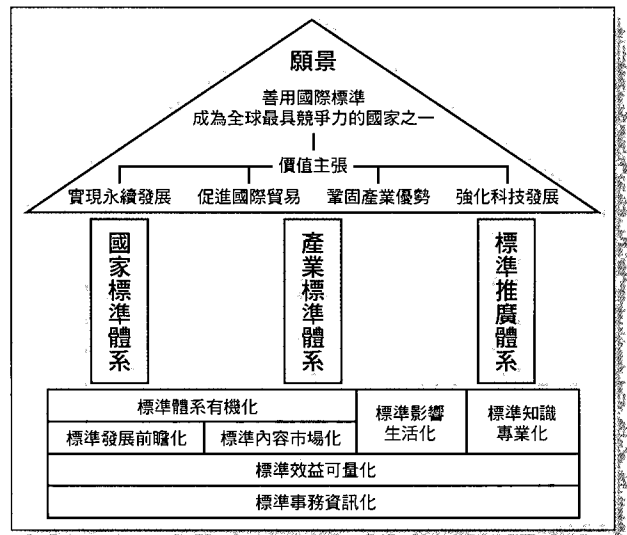 願景
善用國際標準
成為全球最具競爭力的國家之一
價值主張
實現永續發展 促進國際貿易 鞏固產業優勢 強化科技發展
國家標準體系
產業標準體系
標準推廣體系
標準體系有機化
標準發展前瞻化 標準內容市場化
標準影響
生活化
標準知識
專業化
標準效益可量化
標準事務資訊化